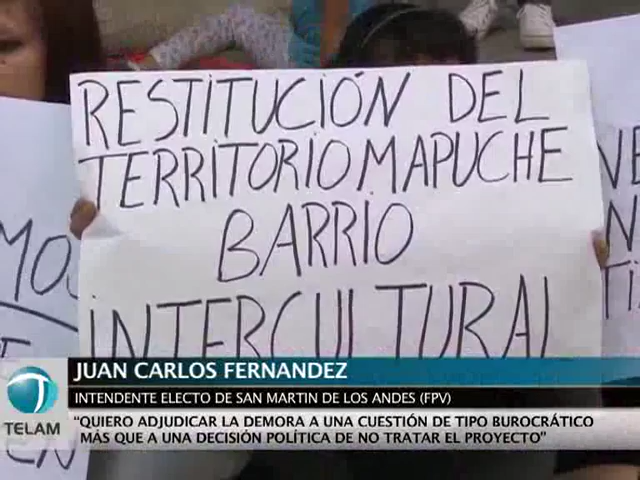 RESTITUCIÓN DEL
TERRITORIO MAPUCHE
BARRIO
INTERCULTURAL
JUAN CARLOS FERNANDEZ
INTENDENTE ELECTO DE SAN MARTIN DE LOS ANDES (FPV)
TELAM
"QUIERO ADJUDICAR LA DEMORA A UNA CUESTIÓN DE TIPO BUROCRÁTICO
MÁS QUE A UNA DECISIÓN POLÍTICA DE NO TRATAR EL PROYECTO"